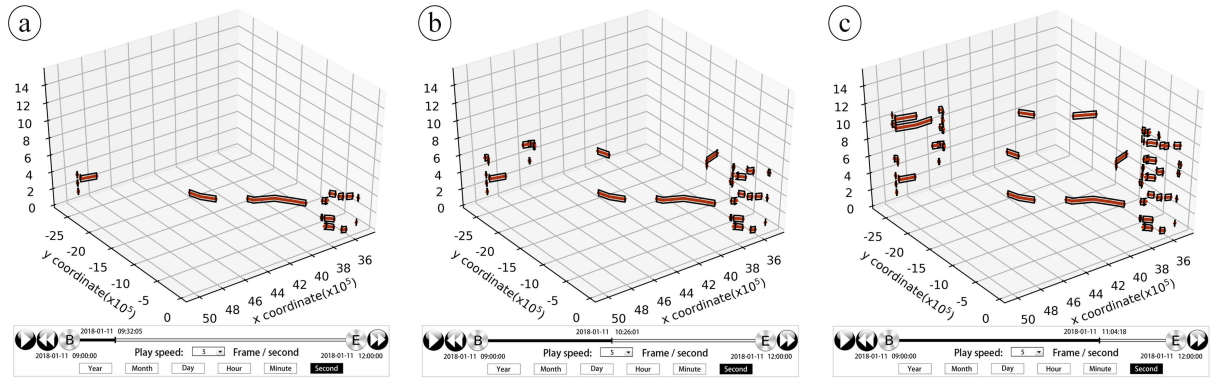 a
14
12
10
8
6
4
2
0
-25
-20
-15
-10
-5
0
y coordinate(x10⁵)
50 48 46 44 42 40 38 36
x coordinate(x10⁵)
2018-01-11 09:32:05
B E
2018-01-11 09:00:00 2018-01-11 12:00:00
Play speed: 5 Frame / second
Year Month Day Hour Minute Second
b
14
12
10
8
6
4
2
0
-25
-20
-15
-10
-5
0
y coordinate(x10⁵)
50 48 46 44 42 40 38 36
x coordinate(x10⁵)
2018-01-11 10:26:01
B E
2018-01-11 09:00:00 2018-01-11 12:00:00
Play speed: 5 Frame / second
Year Month Day Hour Minute Second
c
14
12
10
8
6
4
2
0
-25
-20
-15
-10
-5
0
y coordinate(x10⁵)
50 48 46 44 42 40 38 36
x coordinate(x10⁵)
2018-01-11 11:04:18
B E
2018-01-11 09:00:00 2018-01-11 12:00:00
Play speed: 5 Frame / second
Year Month Day Hour Minute Second